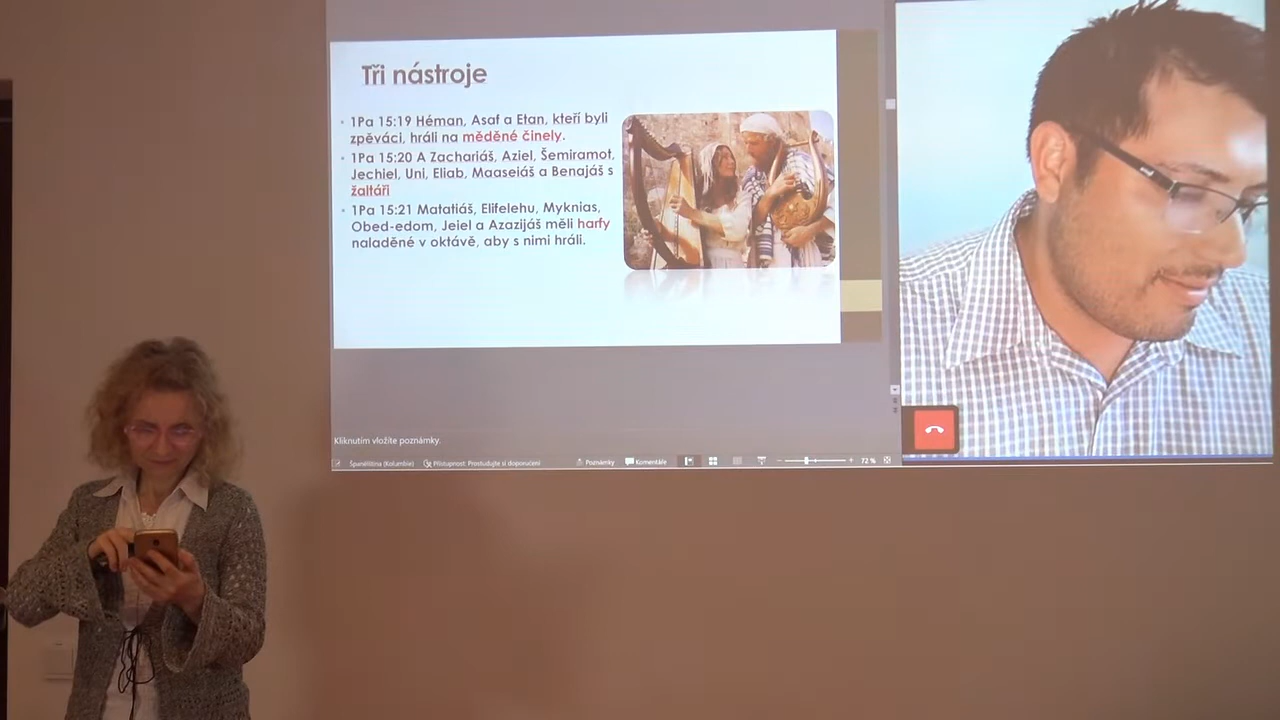 Tři nástroje
1Pa 15:19 Héman, Asaf a Etan, kteří byli
zpěváci, hráli na měděné činely.
1Pa 15:20 A Zachariáš, Aziel, Šemiramot,
Jechiel, Uni, Eliab, Maaseiáš a Benajáš s
žaltáři
1Pa 15:21 Matatiáš, Elifelehu, Myknias,
Obed-edom, Jeiel a Azazijáš měli harfy
naladěné v oktávě, aby s nimi hráli.
Kliknutím vložíte poznámky.
Španělština (Kolumbie) Přístupnost: Prostudujte si doporučení Poznámky Komentáře 72 %